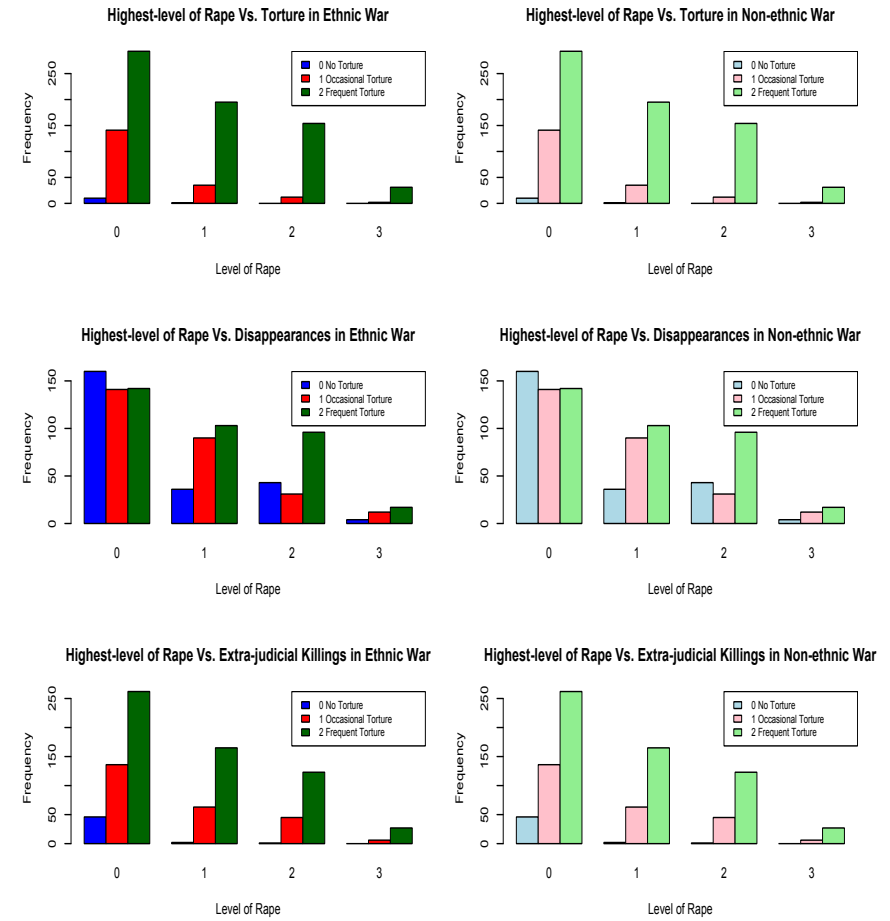 Highest-level of Rape Vs. Torture in Ethnic War
0 No Torture
1 Occasional Torture
2 Frequent Torture
Frequency
250
150
50
0
0 1 2 3
Level of Rape
Highest-level of Rape Vs. Torture in Non-ethnic War
0 No Torture
1 Occasional Torture
2 Frequent Torture
Frequency
250
150
50
0
0 1 2 3
Level of Rape
Highest-level of Rape Vs. Disappearances in Ethnic War
0 No Torture
1 Occasional Torture
2 Frequent Torture
Frequency
150
100
50
0
0 1 2 3
Level of Rape
Highest-level of Rape Vs. Disappearances in Non-ethnic War
0 No Torture
1 Occasional Torture
2 Frequent Torture
Frequency
150
100
50
0
0 1 2 3
Level of Rape
Highest-level of Rape Vs. Extra-judicial Killings in Ethnic War
0 No Torture
1 Occasional Torture
2 Frequent Torture
Frequency
250
150
50
0
0 1 2 3
Level of Rape
Highest-level of Rape Vs. Extra-judicial Killings in Non-ethnic War
0 No Torture
1 Occasional Torture
2 Frequent Torture
Frequency
250
150
50
0
0 1 2 3
Level of Rape